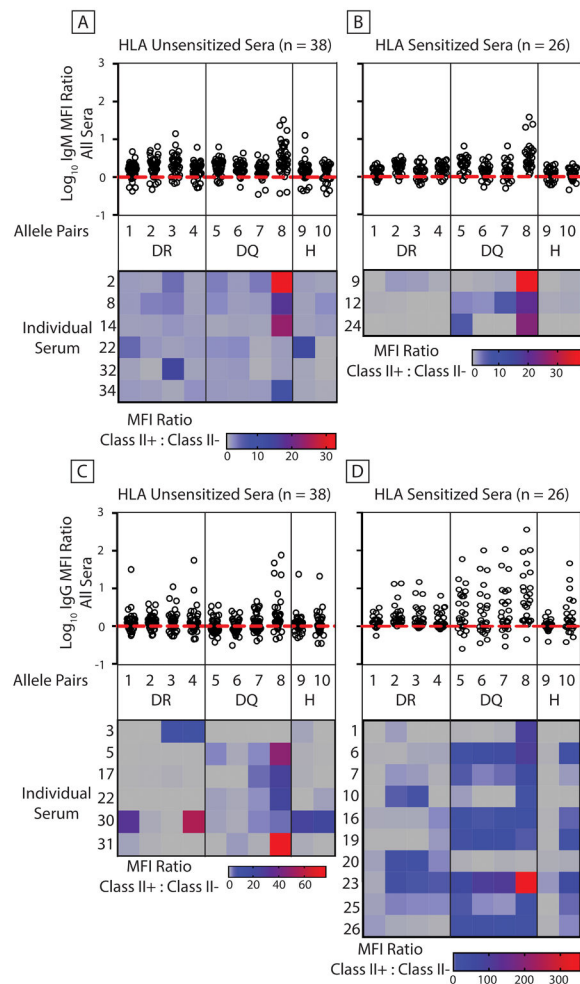 A
HLA Unsensitized Sera (n = 38)
Log10 IgM MFI Ratio
All Sera
3
2
1
0
-1
Allele Pairs
1 2 3 4 5 6 7 8 9 10
DR DQ H
Individual
Serum
2
8
14
22
32
34
MFI Ratio
Class II+ : Class II-
0 10 20 30
B
HLA Sensitized Sera (n = 26)
1 2 3 4 5 6 7 8 9 10
DR DQ H
9
12
24
MFI Ratio
Class II+ : Class II-
0 10 20 30
C
HLA Unsensitized Sera (n = 38)
Log10 IgG MFI Ratio
All Sera
3
2
1
0
-1
Allele Pairs
1 2 3 4 5 6 7 8 9 10
DR DQ H
Individual
Serum
3
5
17
22
30
31
MFI Ratio
Class II+ : Class II-
0 20 40 60
D
HLA Sensitized Sera (n = 26)
1 2 3 4 5 6 7 8 9 10
DR DQ H
1
6
7
10
16
19
20
23
25
26
MFI Ratio
Class II+ : Class II-
0 100 200 300